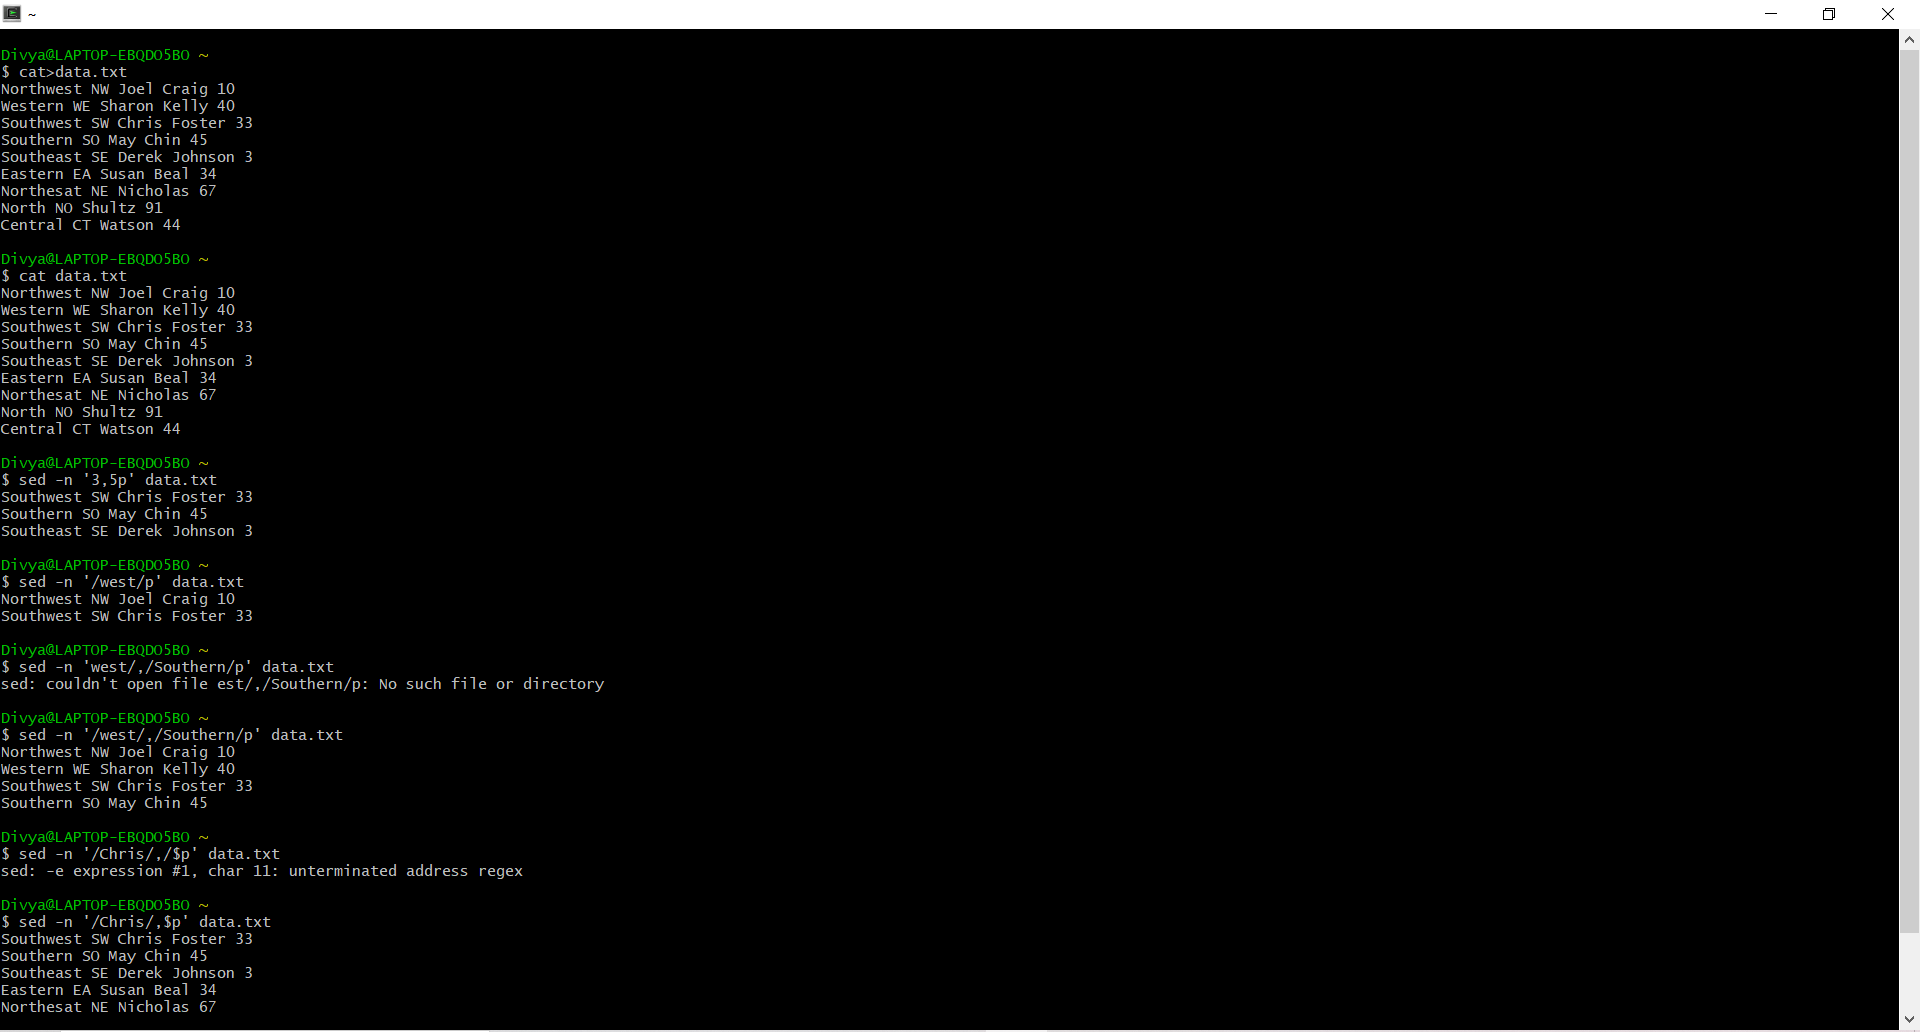 ~
Divya@LAPTOP-EBQDO5BO ~
$ cat>data.txt
Northwest NW Joel Craig 10
Western WE Sharon Kelly 40
Southwest SW Chris Foster 33
Southern SO May Chin 45
Southeast SE Derek Johnson 3
Eastern EA Susan Beal 34
Northesat NE Nicholas 67
North NO Shultz 91
Central CT Watson 44
Divya@LAPTOP-EBQDO5BO ~
$ cat data.txt
Northwest NW Joel Craig 10
Western WE Sharon Kelly 40
Southwest SW Chris Foster 33
Southern SO May Chin 45
Southeast SE Derek Johnson 3
Eastern EA Susan Beal 34
Northesat NE Nicholas 67
North NO Shultz 91
Central CT Watson 44
Divya@LAPTOP-EBQDO5BO ~
$ sed -n '3,5p' data.txt
Southwest SW Chris Foster 33
Southern SO May Chin 45
Southeast SE Derek Johnson 3
Divya@LAPTOP-EBQDO5BO ~
$ sed -n '/west/p' data.txt
Northwest NW Joel Craig 10
Southwest SW Chris Foster 33
Divya@LAPTOP-EBQDO5BO ~
$ sed -n 'west/,/Southern/p' data.txt
sed: couldn't open file est/,/Southern/p: No such file or directory
Divya@LAPTOP-EBQDO5BO ~
$ sed -n '/west/,/Southern/p' data.txt
Northwest NW Joel Craig 10
Western WE Sharon Kelly 40
Southwest SW Chris Foster 33
Southern SO May Chin 45
Divya@LAPTOP-EBQDO5BO ~
$ sed -n '/Chris/,/$p' data.txt
sed: -e expression #1, char 11: unterminated address regex
Divya@LAPTOP-EBQDO5BO ~
$ sed -n '/Chris/,$p' data.txt
Southwest SW Chris Foster 33
Southern SO May Chin 45
Southeast SE Derek Johnson 3
Eastern EA Susan Beal 34
Northesat NE Nicholas 67